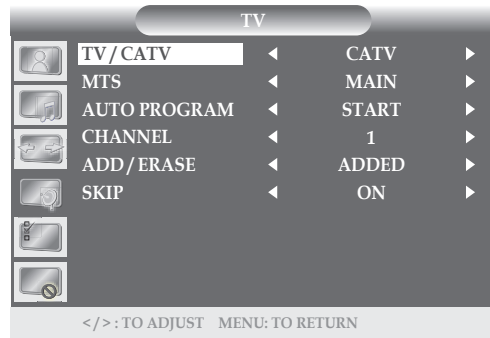 TV
TV / CATV ◀ CATV ▶
MTS ◀ MAIN ▶
AUTO PROGRAM ◀ START ▶
CHANNEL ◀ 1 ▶
ADD / ERASE ◀ ADDED ▶
SKIP ◀ ON ▶
</> : TO ADJUST MENU: TO RETURN